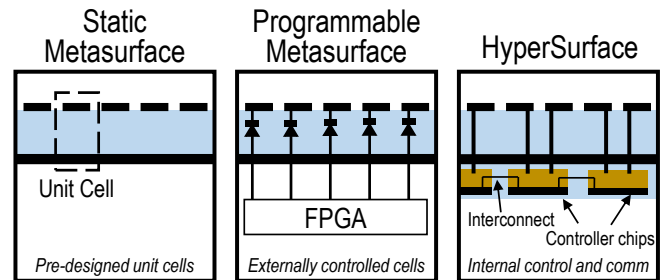 Static
Metasurface
Programmable
Metasurface
HyperSurface
Unit Cell
FPGA
Interconnect
Controller chips
Pre-designed unit cells
Externally controlled cells
Internal control and comm